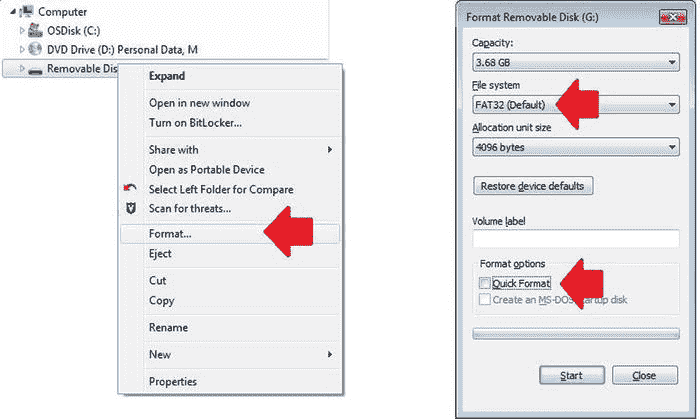 Computer
OSDisk (C:)
DVD Drive (D:) Personal Data, M
Removable Dis
Expand
Open in new window
Turn on BitLocker...
Share with
Open as Portable Device
Select Left Folder for Compare
Scan for threats...
Format...
Eject
Cut
Copy
Rename
New
Properties
Format Removable Disk (G:)
Capacity:
3.68 GB
File system
FAT32 (Default)
Allocation unit size
4096 bytes
Restore device defaults
Volume label
Format options
Quick Format
Create an MS-DOS startup disk
Start
Close